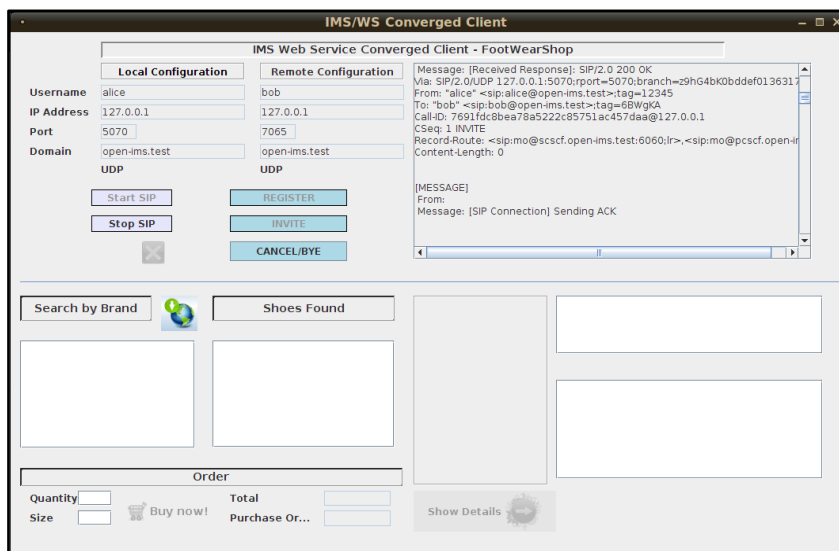 IMS/WS Converged Client
IMS Web Service Converged Client - FootWearShop
Local Configuration
Remote Configuration
Username alice bob
IP Address 127.0.0.1 127.0.0.1
Port 5070 7065
Domain open-ims.test open-ims.test
UDP UDP
Start SIP REGISTER
Stop SIP INVITE
CANCEL/BYE
Message: [Received Response]: SIP/2.0 200 OK
Via: SIP/2.0/UDP 127.0.0.1:5070;rport=5070;branch=z9hG4bK0bddef0136317
From: "alice" <sip:alice@open-ims.test>;tag=12345
To: "bob" <sip:bob@open-ims.test>;tag=6BWgKA
Call-ID: 7691fdc8bea78a5222c85751ac457daa@127.0.0.1
CSeq: 1 INVITE
Record-Route: <sip:mo@scscf.open-ims.test:6060;lr>,<sip:mo@pcscf.open-in
Content-Length: 0
[MESSAGE]
From:
Message: [SIP Connection] Sending ACK
Search by Brand
Shoes Found
Order
Quantity Total
Buy now!
Size Purchase Or...
Show Details